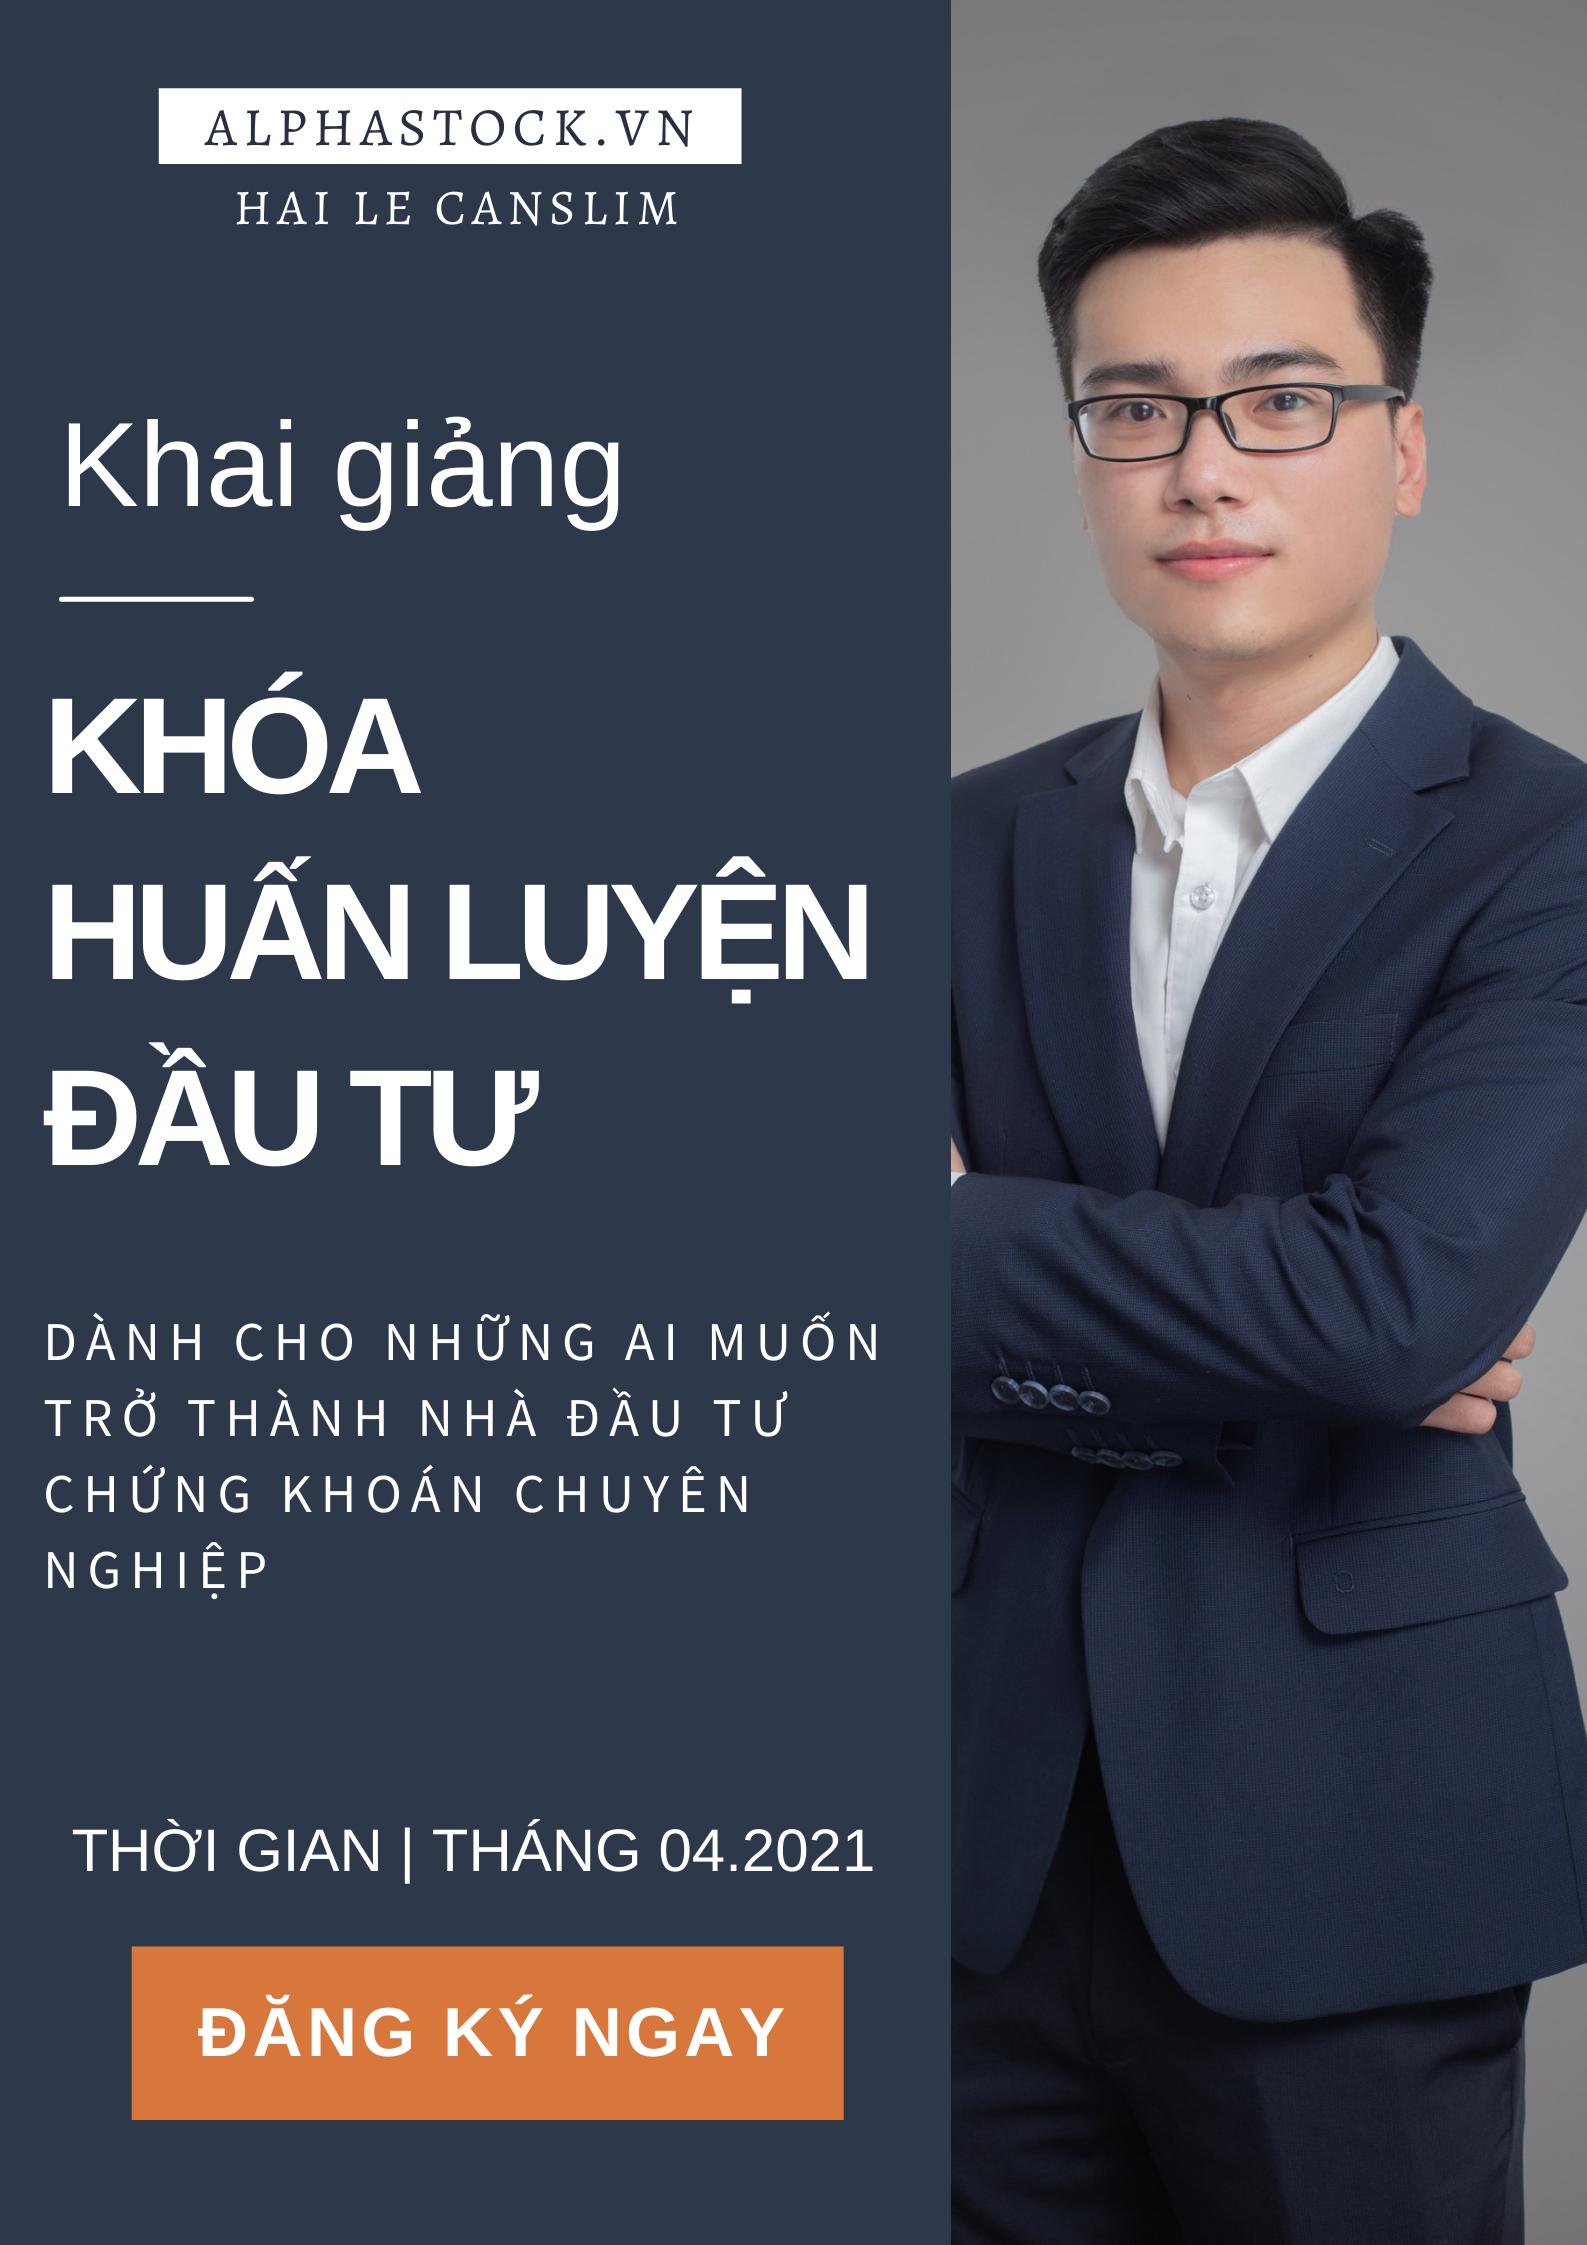 ALPHASTOCK.VN
HAI LE CANSLIM
Khai giảng
KHÓA
HUẤN LUYỆN
ĐẦU TƯ
DÀNH CHO NHỮNG AI MUỐN
TRỞ THÀNH NHÀ ĐẦU TƯ
CHỨNG KHOÁN CHUYÊN
NGHIỆP
THỜI GIAN | THÁNG 04.2021
ĐĂNG KÝ NGAY